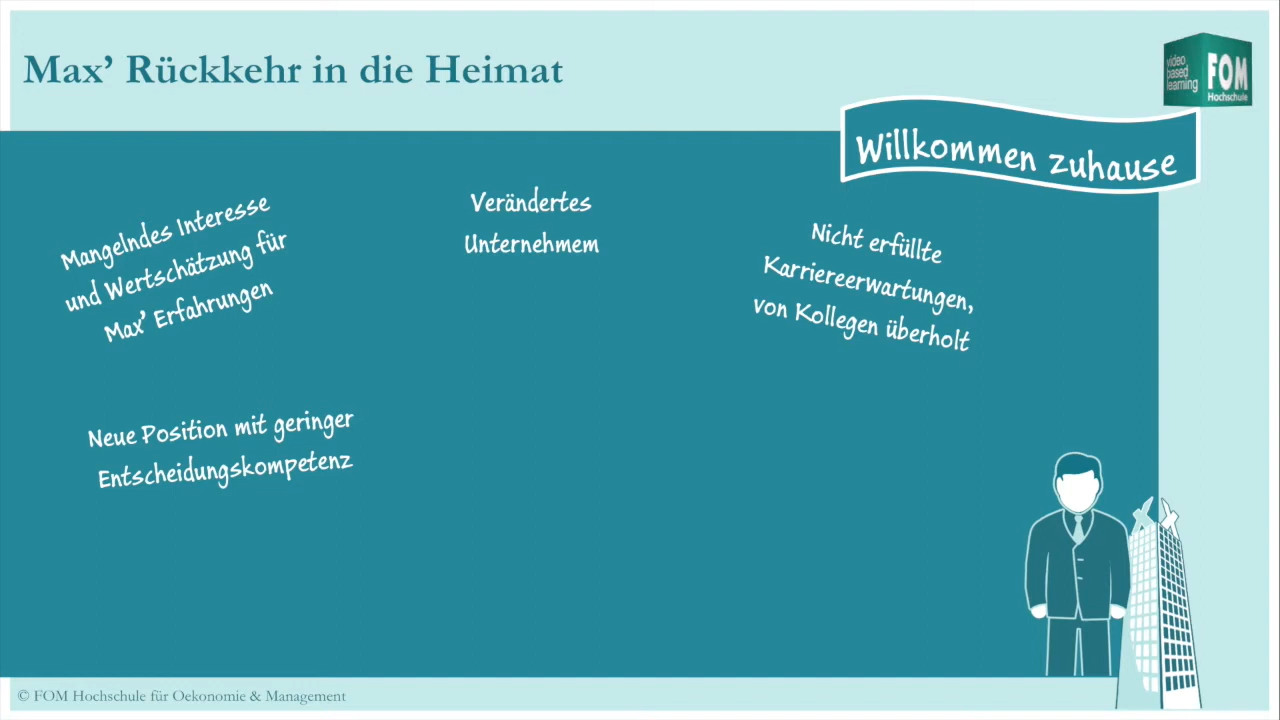 Max’ Rückkehr in die Heimat
video
based
learning
FOM
Hochschule
Willkommen zuhause
Mangelndes Interesse
und Wertschätzung für
Max’ Erfahrungen
Verändertes
Unternehmem
Nicht erfüllte
Karriereerwartungen,
von Kollegen überholt
Neue Position mit geringer
Entscheidungskompetenz
© FOM Hochschule für Oekonomie & Management